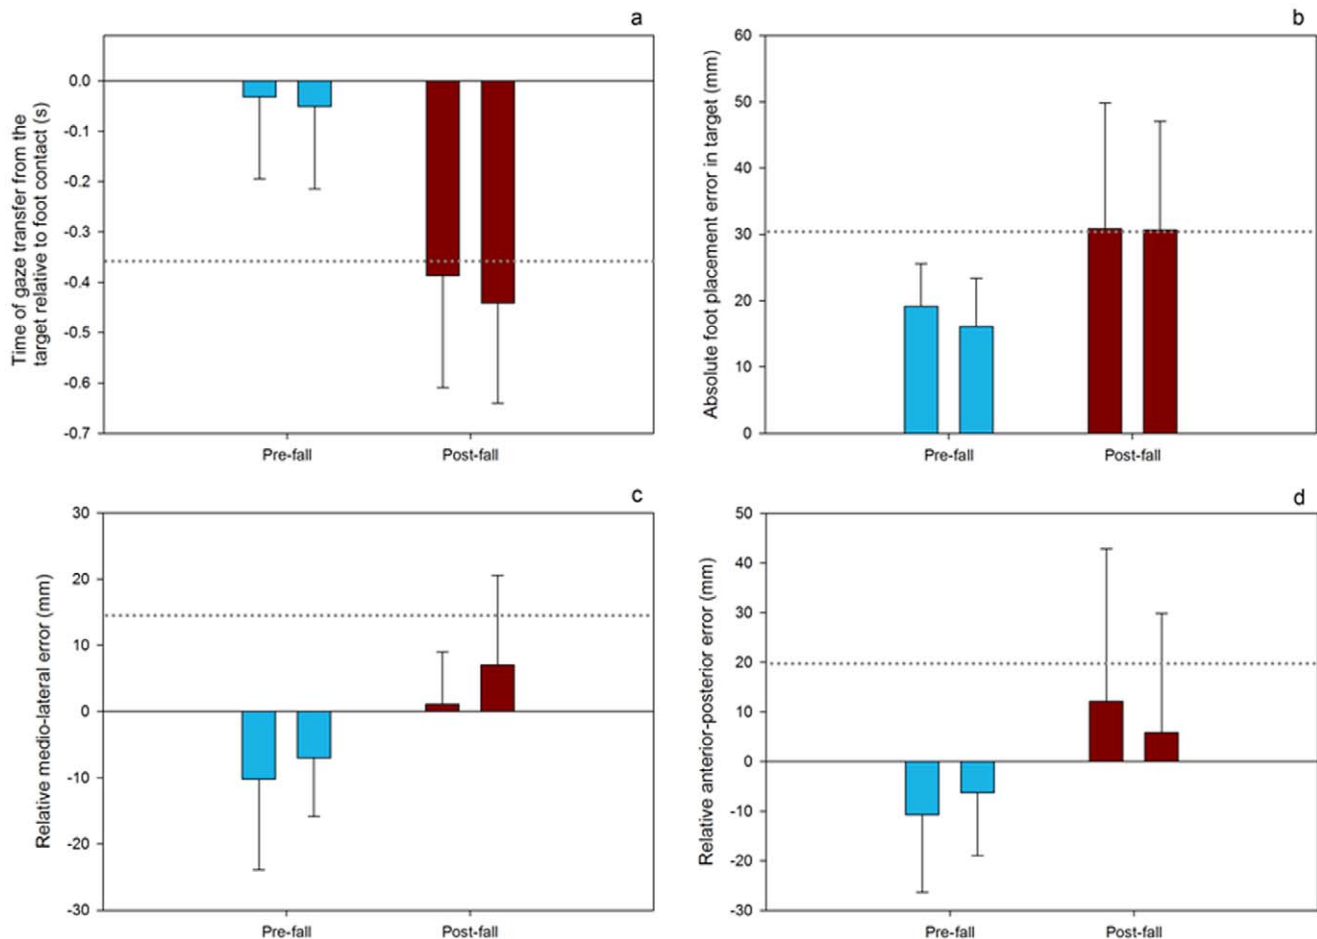 a
Time of gaze transfer from the
target relative to foot contact (s)
0.0
-0.1
-0.2
-0.3
-0.4
-0.5
-0.6
-0.7
Pre-fall Post-fall
b
Absolute foot placement error in target (mm)
60
50
40
30
20
10
0
Pre-fall Post-fall
c
Relative medio-lateral error (mm)
30
20
10
0
-10
-20
-30
Pre-fall Post-fall
d
Relative anterior-posterior error (mm)
50
40
30
20
10
0
-10
-20
-30
Pre-fall Post-fall